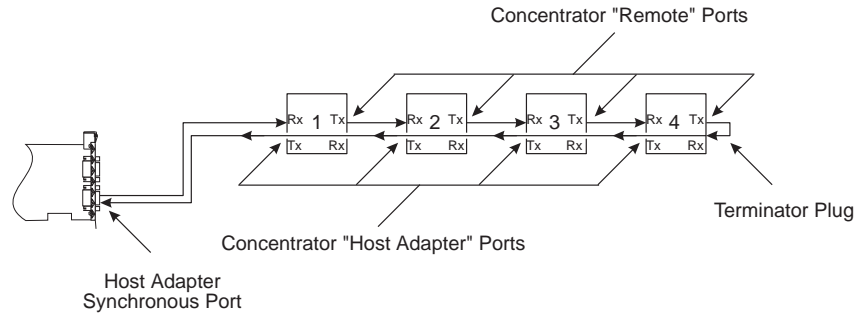 Concentrator "Remote" Ports
Rx 1 Tx Rx 2 Tx Rx 3 Tx Rx 4 Tx
Tx Rx Tx Rx Tx Rx Tx Rx
Terminator Plug
Concentrator "Host Adapter" Ports
Host Adapter
Synchronous Port